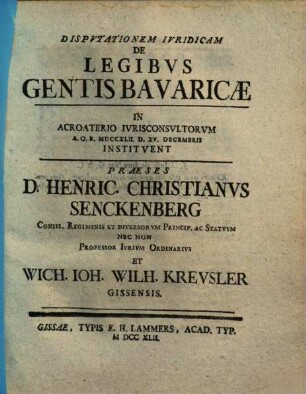 DISPVTATIONEM IVRIDICAM
DE
LEGIBVS
GENTIS BAVARICÆ
IN
ACROATERIO IVRISCONSVLTORVM
A. O. R. MDCCXLII. D. XV. DECEMBRIS
INSTITVENT
PRAESES
D. HENRIC. CHRISTIANVS
SENCKENBERG
CONSIL. REGIMINIS ET DIVERSORVM PRINCIP. AC STATVVM
NEC NON
PROFESSOR IVRIVM ORDINARIVS
ET
WICH. IOH. WILH. KREVSLER
GISSENSIS.
GISSAE, TYPIS E. H. LAMMERS, ACAD. TYP.
M DCC XLII.